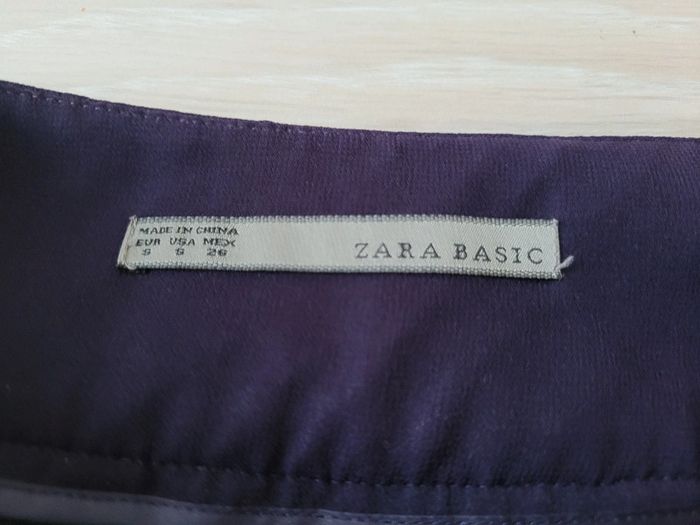 MADE IN CHINA
EUR USA MEX
S S 26
ZARA BASIC